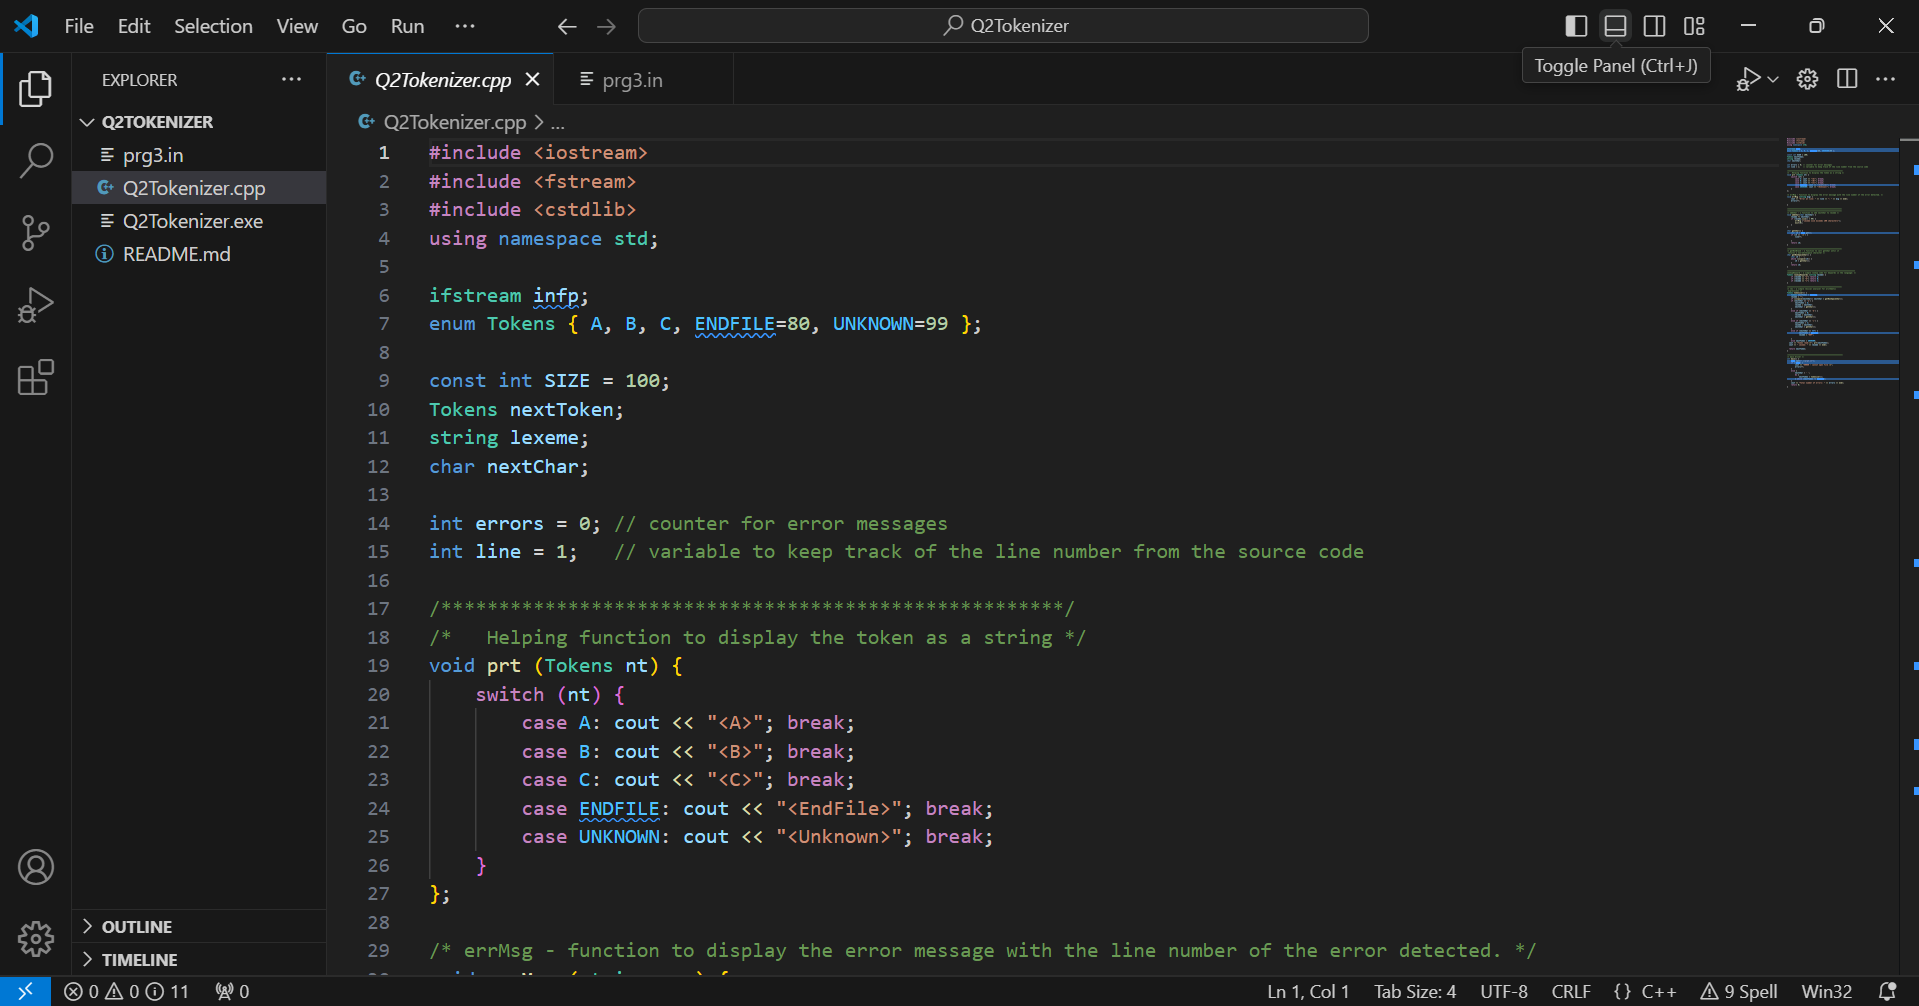 File Edit Selection View Go Run
Q2Tokenizer
Toggle Panel (Ctrl+J)
EXPLORER
Q2TOKENIZER
prg3.in
Q2Tokenizer.cpp
Q2Tokenizer.exe
README.md
OUTLINE
TIMELINE
Q2Tokenizer.cpp
prg3.in
Q2Tokenizer.cpp > ...
1 #include <iostream>
2 #include <fstream>
3 #include <cstdlib>
4 using namespace std;
5
6 ifstream infp;
7 enum Tokens { A, B, C, ENDFILE=80, UNKNOWN=99 };
8
9 const int SIZE = 100;
10 Tokens nextToken;
11 string lexeme;
12 char nextChar;
13
14 int errors = 0; // counter for error messages
15 int line = 1;   // variable to keep track of the line number from the source code
16
17 /******************************************************/
18 /*   Helping function to display the token as a string */
19 void prt (Tokens nt) {
20     switch (nt) {
21         case A: cout << "<A>"; break;
22         case B: cout << "<B>"; break;
23         case C: cout << "<C>"; break;
24         case ENDFILE: cout << "<EndFile>"; break;
25         case UNKNOWN: cout << "<Unknown>"; break;
26     }
27 };
28
29 /* errMsg - function to display the error message with the line number of the error detected. */
0 0 11 0
Ln 1, Col 1 Tab Size: 4 UTF-8 CRLF {} C++ 9 Spell Win32